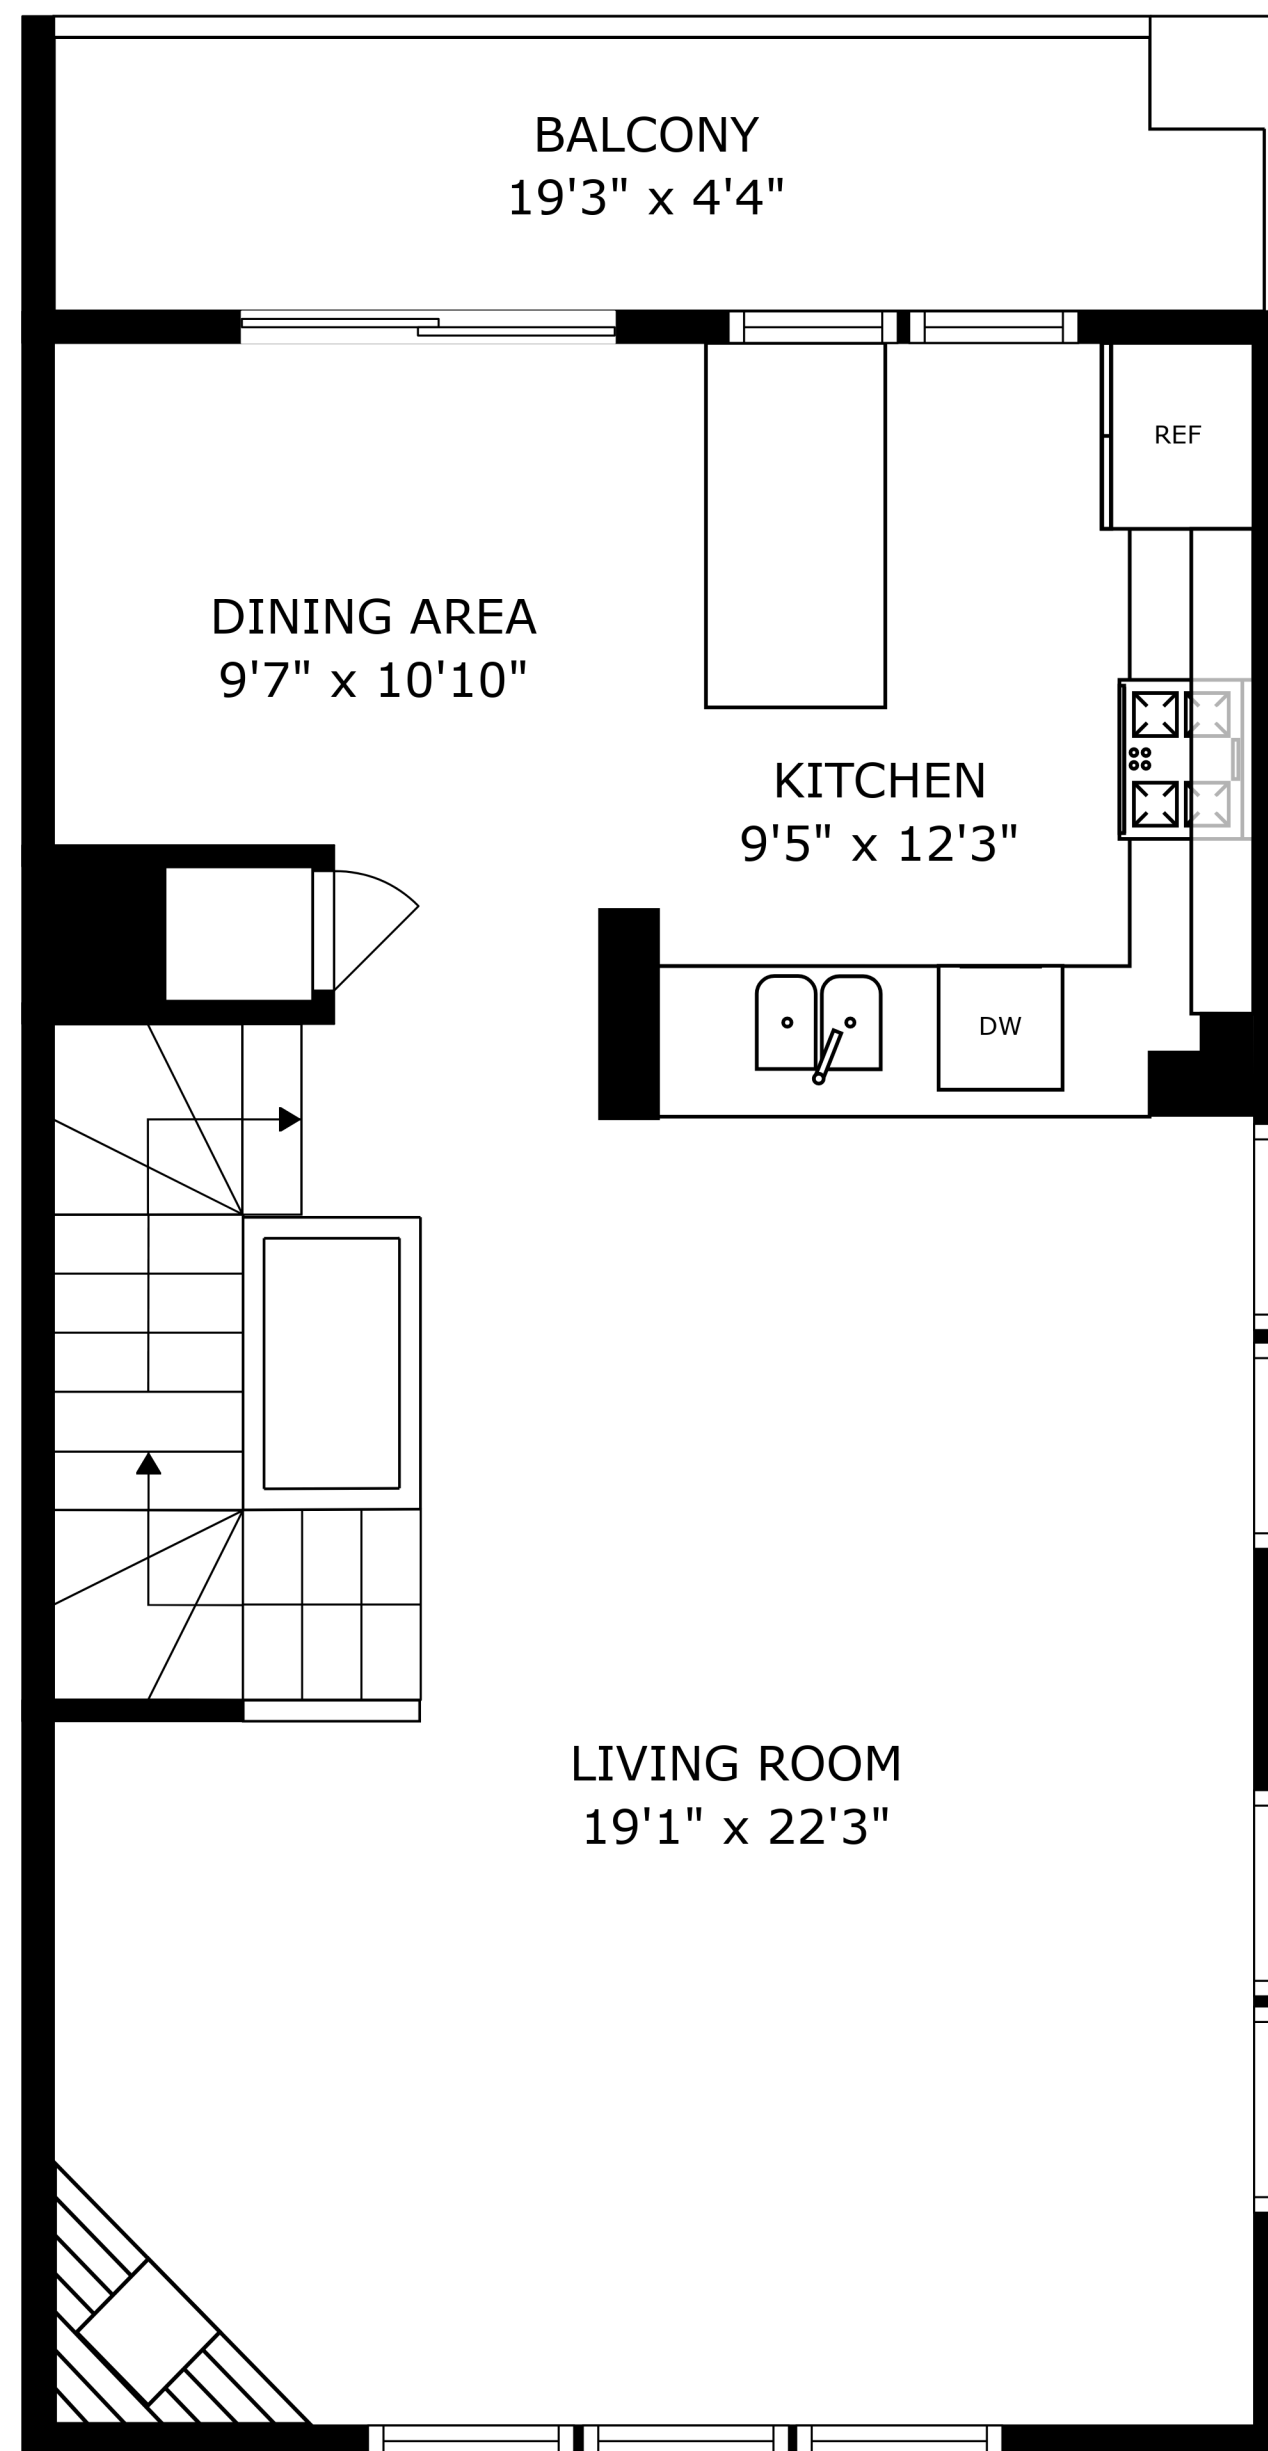 BALCONY
19'3" x 4'4"
REF
DINING AREA
9'7" x 10'10"
KITCHEN
9'5" x 12'3"
DW
LIVING ROOM
19'1" x 22'3"